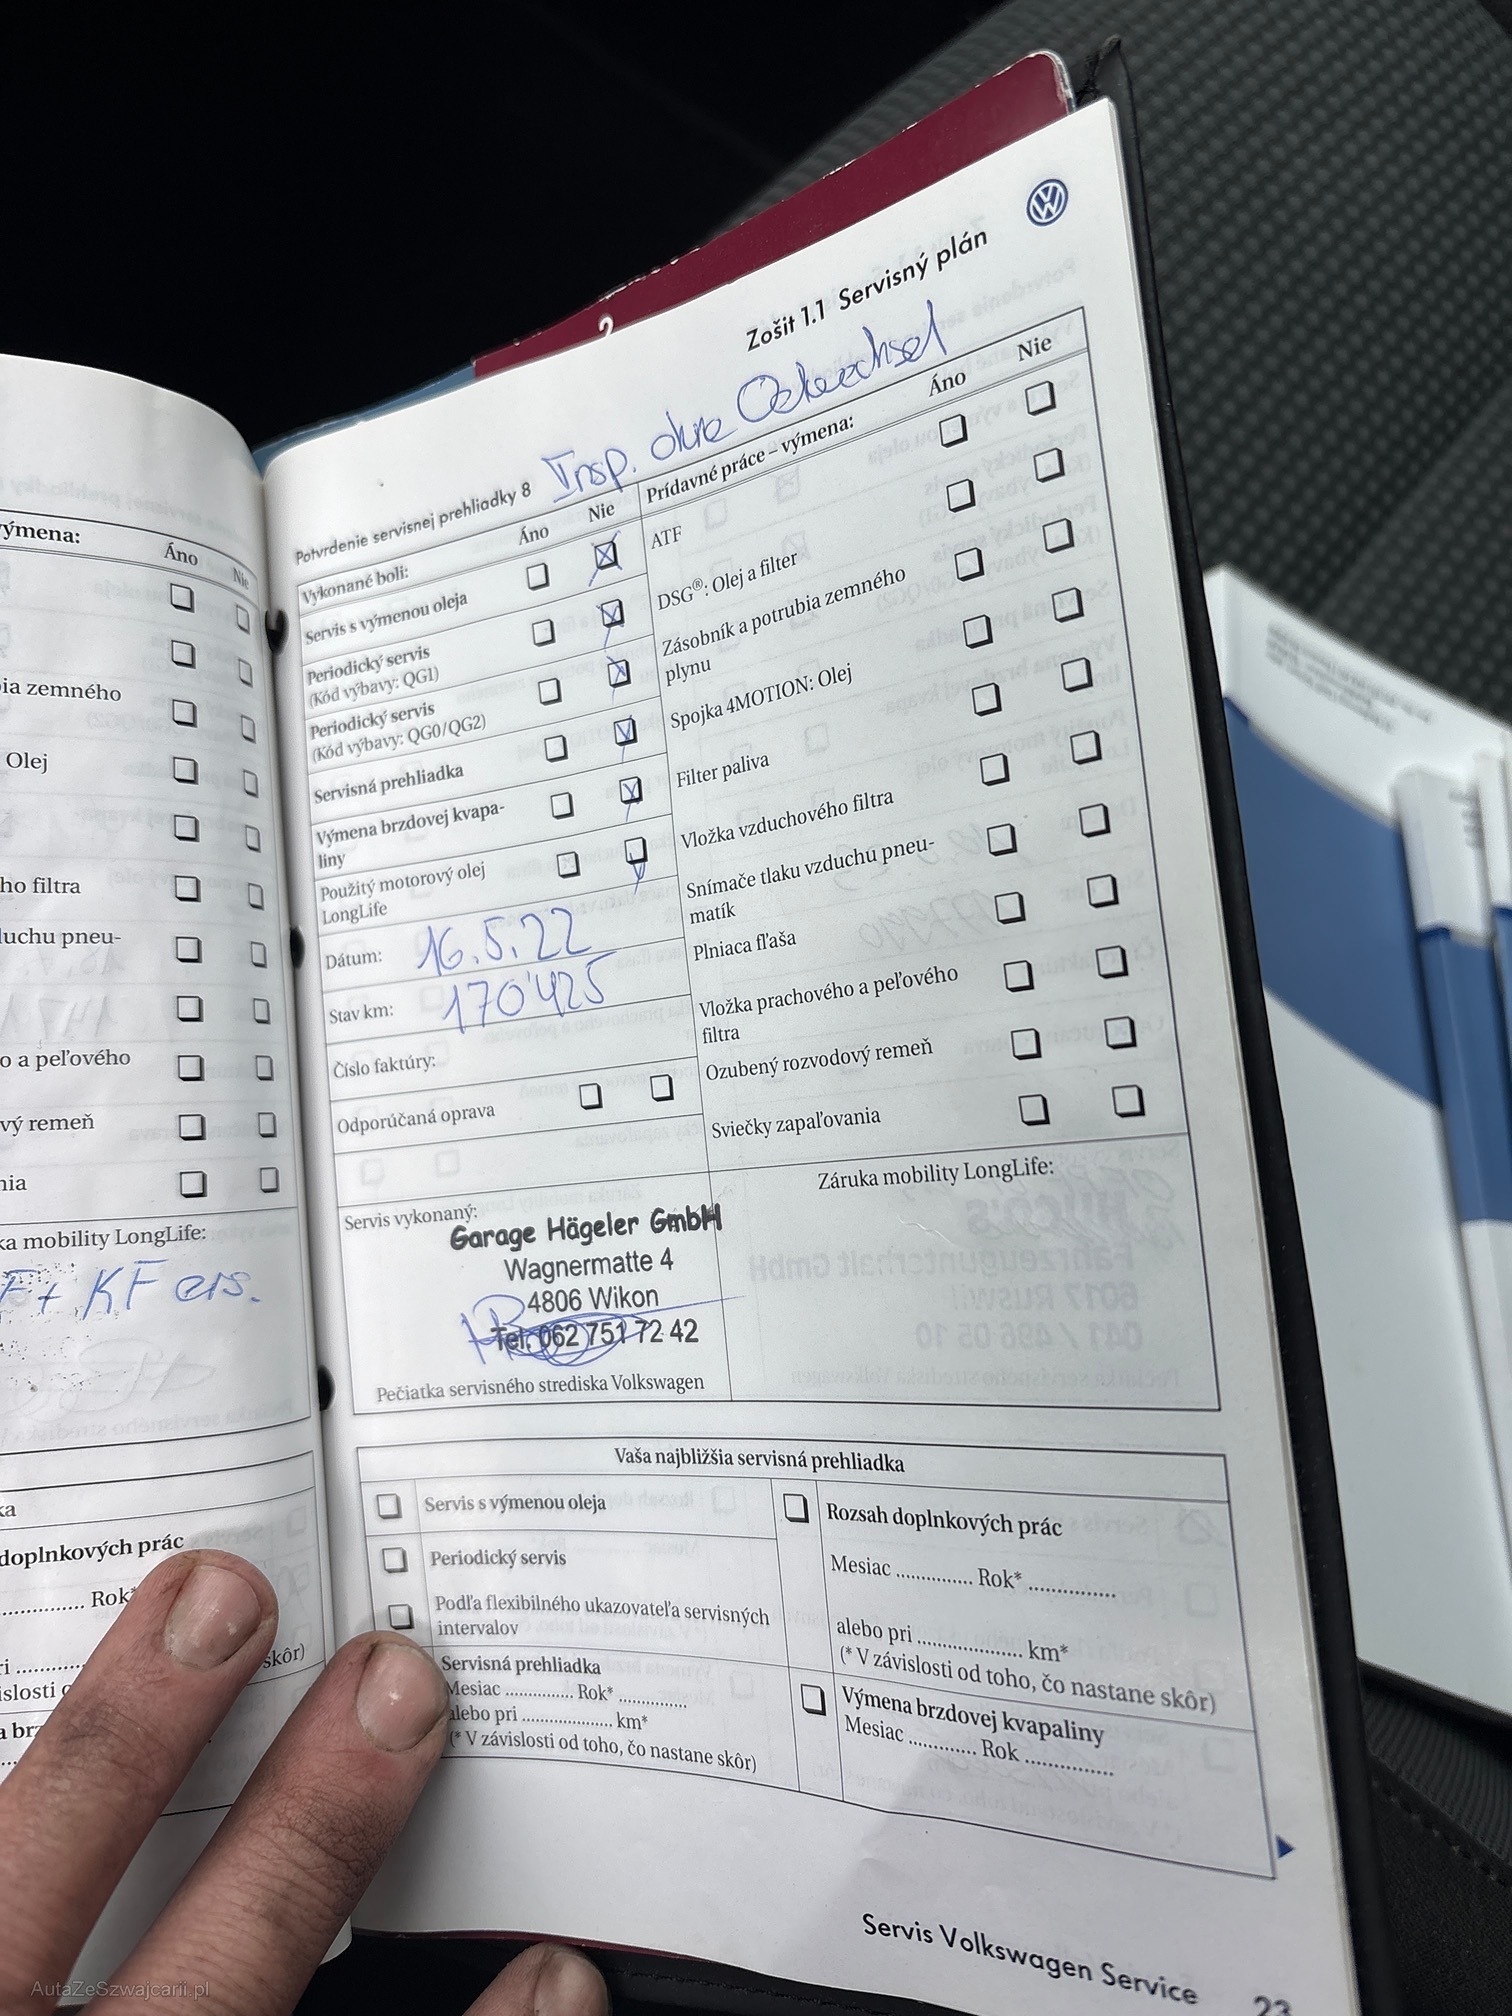 ýmena:
Áno
Nie
ia zemného
Olej
ho filtra
duchu pneu-
o a peľového
vý remeň
nia
ka mobility LongLife:
F + KF ers.
ka
doplnkových prác
............... Rok*
ri ...............
skôr)
islosti
Zošit 1.1 Servisný plán
Potvrdenie servisnej prehliadky 8
Insp. ohne Oelwechsel
Vykonané boli:
Áno
Nie
Servis s výmenou oleja
Periodický servis
(Kód výbavy: QG1)
Periodický servis
(Kód výbavy: QG0/QG2)
Servisná prehliadka
Výmena brzdovej kvapa-
liny
Použitý motorový olej
LongLife
Dátum: 16.5.22
Stav km: 170'425
Číslo faktúry:
Odporúčaná oprava
Prídavné práce – výmena:
Áno
Nie
ATF
DSG®: Olej a filter
Zásobník a potrubia zemného
plynu
Spojka 4MOTION: Olej
Filter paliva
Vložka vzduchového filtra
Snímače tlaku vzduchu pneu-
matík
Plniaca fľaša
Vložka prachového a peľového
filtra
Ozubený rozvodový remeň
Sviečky zapaľovania
Servis vykonaný:
Garage Hägeler GmbH
Wagnermatte 4
4806 Wikon
Tel. 062 751 72 42
Pečiatka servisného strediska Volkswagen
Záruka mobility LongLife:
Vaša najbližšia servisná prehliadka
Servis s výmenou oleja
Periodický servis
Podľa flexibilného ukazovateľa servisných
intervalov
Servisná prehliadka
Mesiac ............... Rok* ...............
alebo pri .................... km*
(* V závislosti od toho, čo nastane skôr)
Rozsah doplnkových prác
Mesiac ............... Rok* .................
alebo pri .................... km*
(* V závislosti od toho, čo nastane skôr)
Výmena brzdovej kvapaliny
Mesiac ............. Rok .................
Servis Volkswagen Service
23
AutaZeSzwajcarii.pl